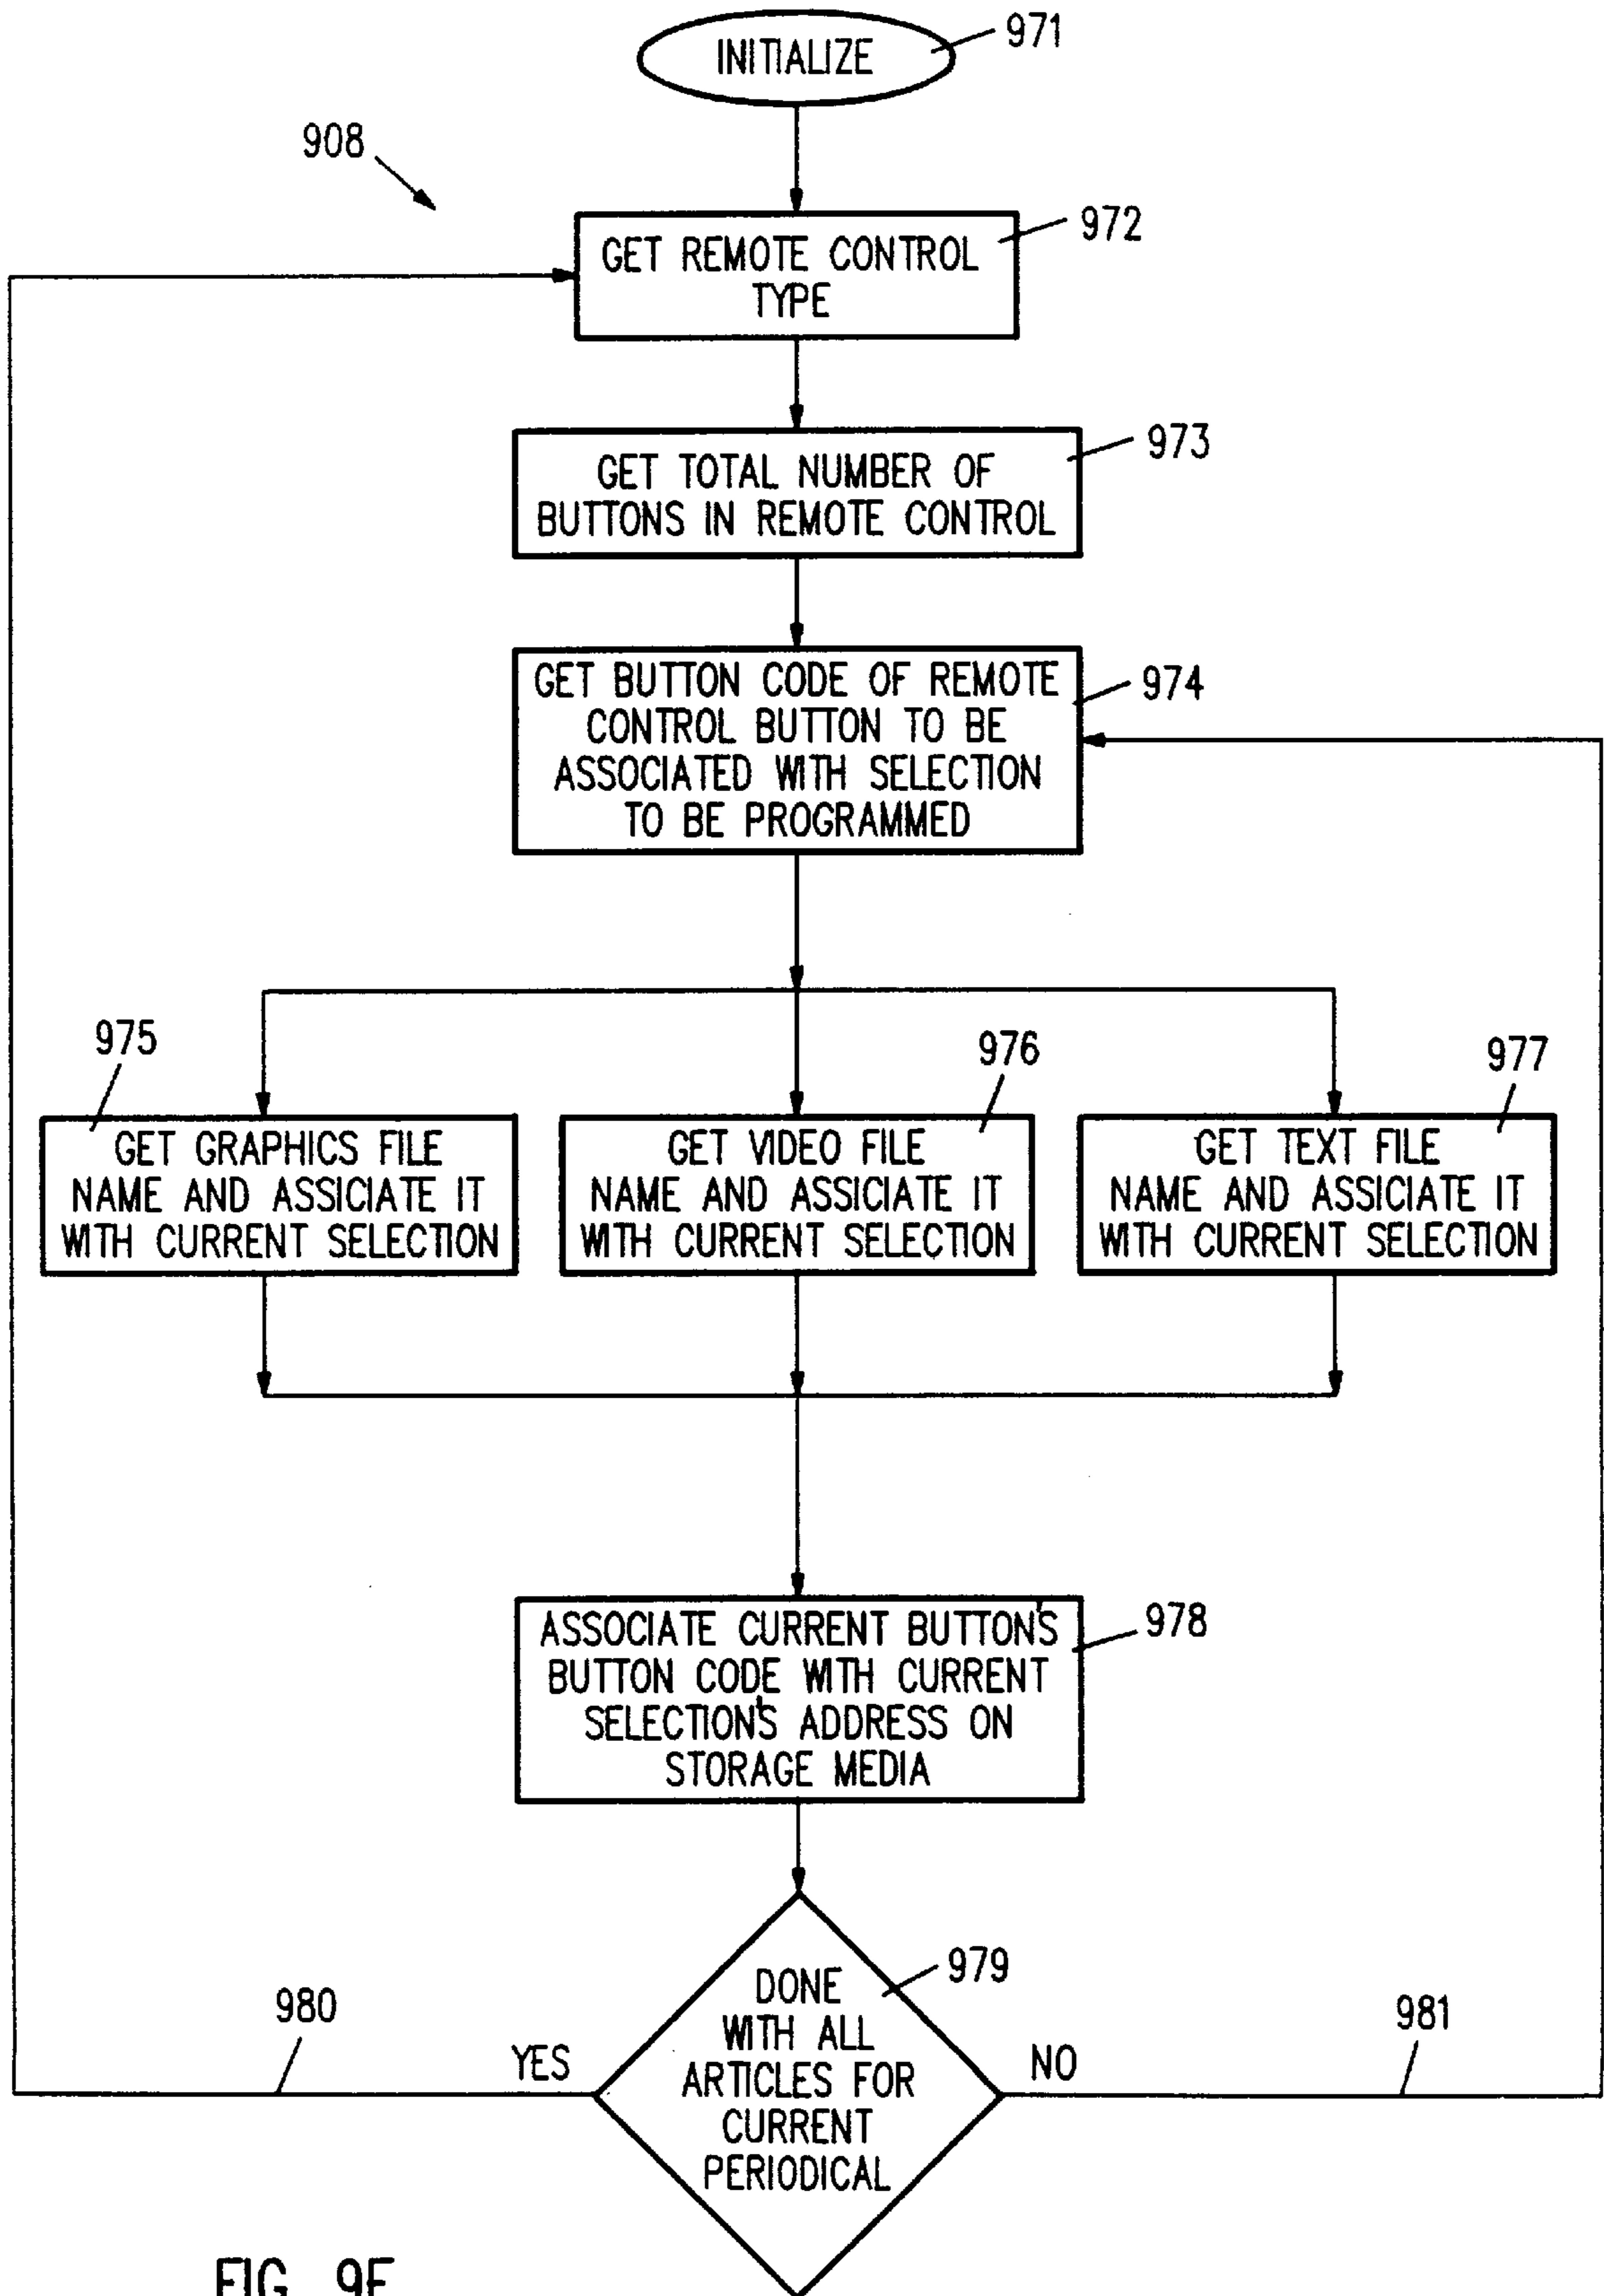 INITIALIZE
971
908
GET REMOTE CONTROL
TYPE
972
GET TOTAL NUMBER OF
BUTTONS IN REMOTE CONTROL
973
GET BUTTON CODE OF REMOTE
CONTROL BUTTON TO BE
ASSOCIATED WITH SELECTION
TO BE PROGRAMMED
974
975
GET GRAPHICS FILE
NAME AND ASSICIATE IT
WITH CURRENT SELECTION
976
GET VIDEO FILE
NAME AND ASSICIATE IT
WITH CURRENT SELECTION
977
GET TEXT FILE
NAME AND ASSICIATE IT
WITH CURRENT SELECTION
ASSOCIATE CURRENT BUTTON'S
BUTTON CODE WITH CURRENT
SELECTION'S ADDRESS ON
STORAGE MEDIA
978
DONE
WITH ALL
ARTICLES FOR
CURRENT
PERIODICAL
979
980
YES
NO
981
FIG. 9F